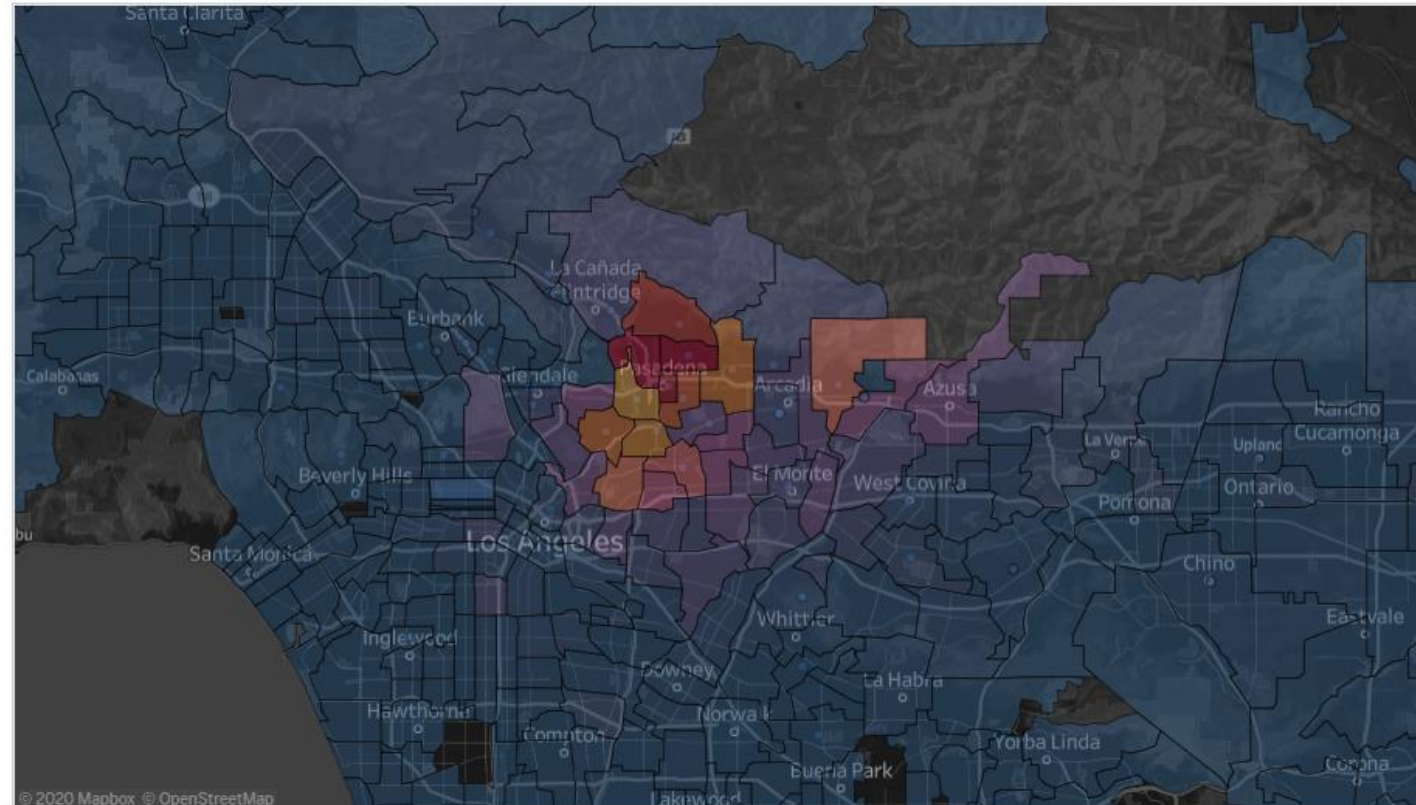 Santa Clarita
La Cañada
Flintridge
Burbank
Calabasas
Glendale
Pasadena
Arcadia
Azusa
Rancho
Cucamonga
La Verne
Upland
Beverly Hills
El Monte
West Covina
Ontario
Pomona
bu
Los Angeles
Santa Monica
Chino
Whittier
Eastvale
Inglewood
Downey
La Habra
Hawthorne
Norwalk
Compton
Yorba Linda
Buena Park
Corona
© 2020 Mapbox © OpenStreetMap
Lakewood